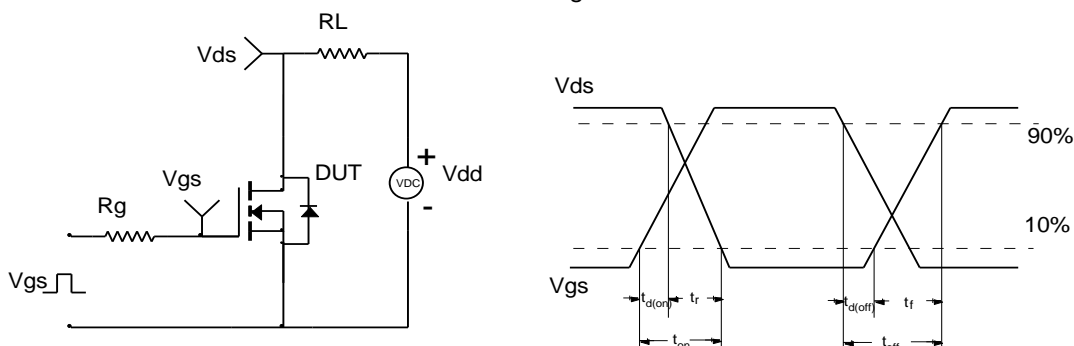 RL
Vds
Vgs
DUT
VDC
+
-
Vdd
Rg
Vgs
Vds
90%
10%
Vgs
td(on)
tr
td(off)
tf
ton
toff